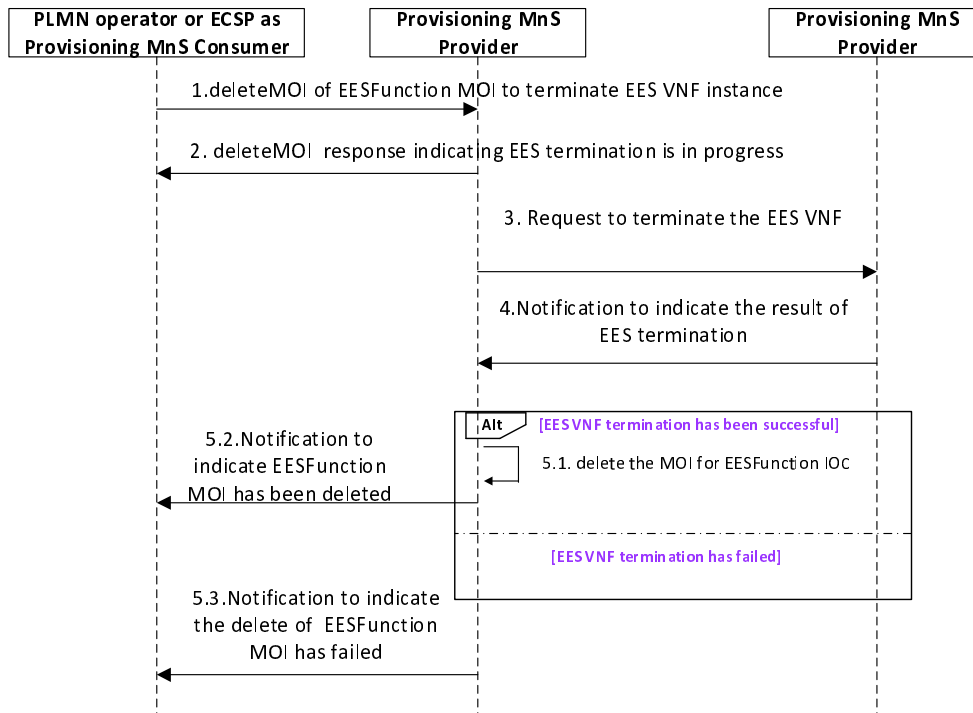 PLMN operator or ECSP as
Provisioning MnS Consumer
Provisioning MnS
Provider
Provisioning MnS
Provider
1.deleteMOI of EESFunction MOI to terminate EES VNF instance
2. deleteMOI response indicating EES termination is in progress
3. Request to terminate the EES VNF
4.Notification to indicate the result of
EES termination
Alt
[EES VNF termination has been successful]
5.1. delete the MOI for EESFunction IOC
5.2.Notification to
indicate EESFunction
MOI has been deleted
[EES VNF termination has failed]
5.3.Notification to indicate
the delete of EESFunction
MOI has failed